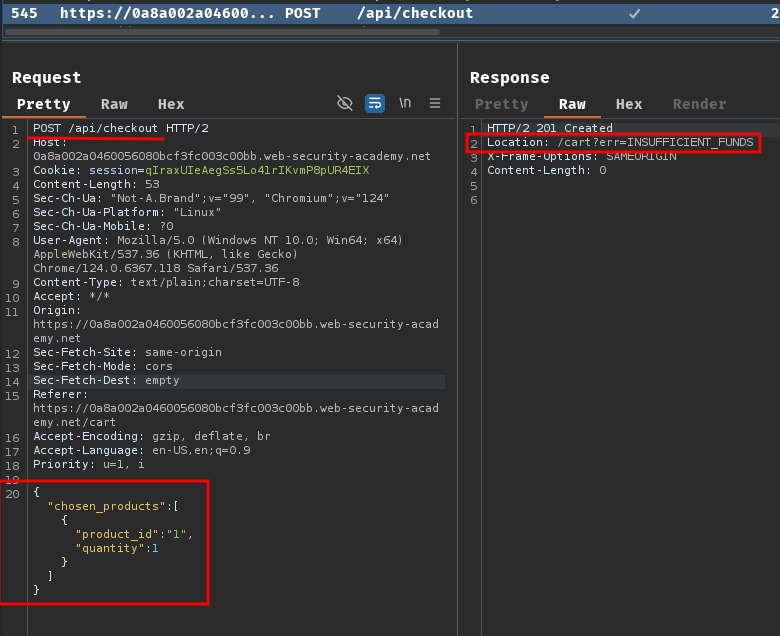 545 https://0a8a002a04600... POST /api/checkout 2
Request
Pretty Raw Hex
\n
1 POST /api/checkout HTTP/2
2 Host:
0a8a002a0460056080bcf3fc003c00bb.web-security-academy.net
3 Cookie: session=qIraxUIeAegSs5Lo4lrIKvmP8pUR4EIX
4 Content-Length: 53
5 Sec-Ch-Ua: "Not-A.Brand";v="99", "Chromium";v="124"
6 Sec-Ch-Ua-Platform: "Linux"
7 Sec-Ch-Ua-Mobile: ?0
8 User-Agent: Mozilla/5.0 (Windows NT 10.0; Win64; x64)
AppleWebKit/537.36 (KHTML, like Gecko)
Chrome/124.0.6367.118 Safari/537.36
9 Content-Type: text/plain;charset=UTF-8
10 Accept: */*
11 Origin:
https://0a8a002a0460056080bcf3fc003c00bb.web-security-acad
emy.net
12 Sec-Fetch-Site: same-origin
13 Sec-Fetch-Mode: cors
14 Sec-Fetch-Dest: empty
15 Referer:
https://0a8a002a0460056080bcf3fc003c00bb.web-security-acad
emy.net/cart
16 Accept-Encoding: gzip, deflate, br
17 Accept-Language: en-US,en;q=0.9
18 Priority: u=1, i
19
20 {
"chosen_products":[
{
"product_id":"1",
"quantity":1
}
]
}
Response
Pretty Raw Hex Render
1 HTTP/2 201 Created
2 Location: /cart?err=INSUFFICIENT_FUNDS
3 X-Frame-Options: SAMEORIGIN
4 Content-Length: 0
5
6